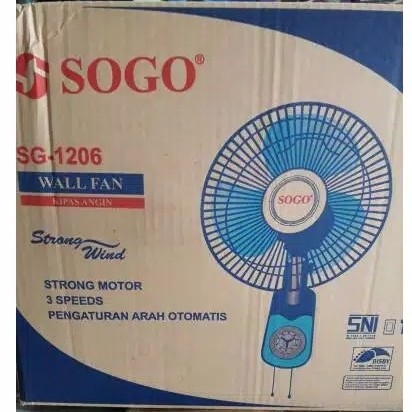 SOGO®
SG-1206
WALL FAN
KIPAS ANGIN
Strong
Wind
SOGO
STRONG MOTOR
3 SPEEDS
PENGATURAN ARAH OTOMATIS
SNI